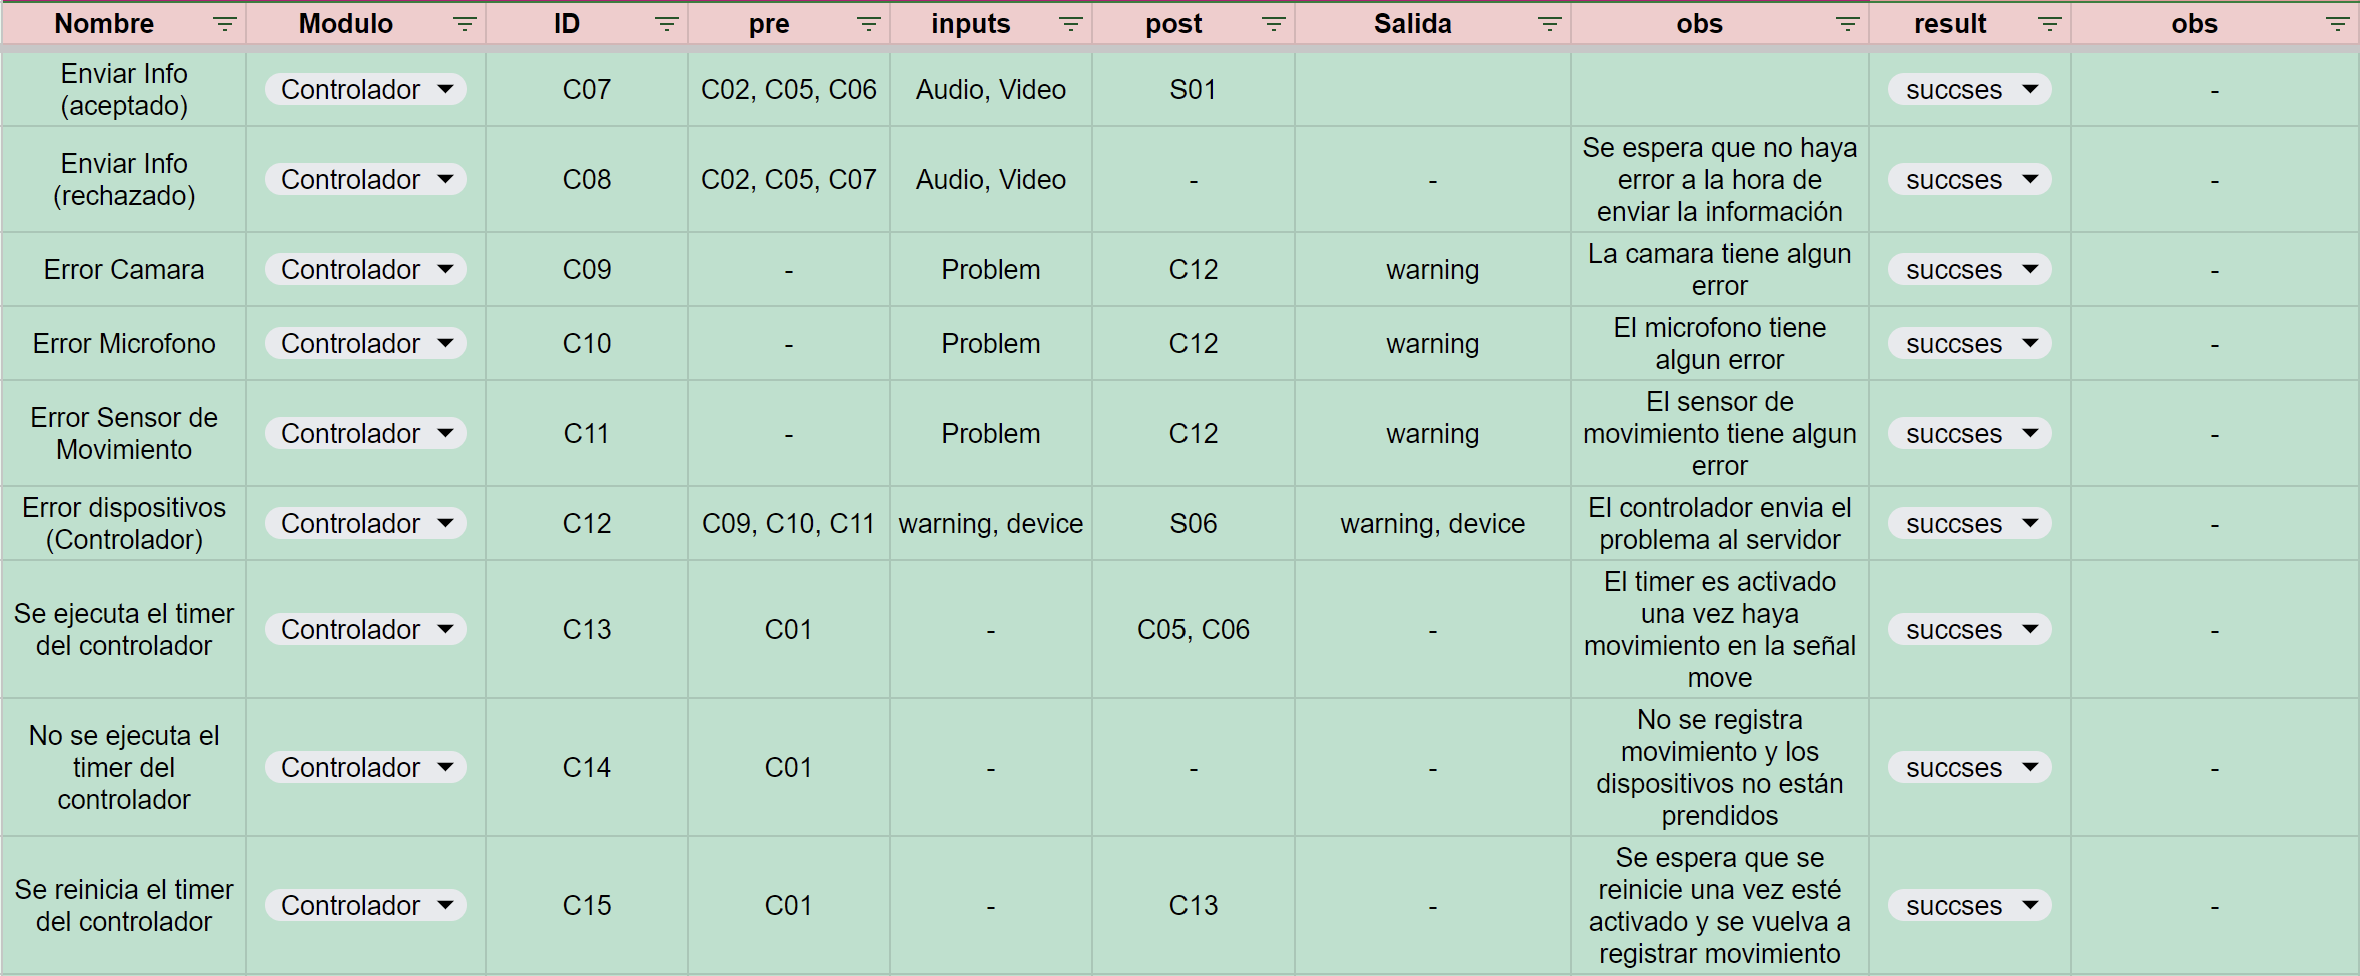 Nombre Modulo ID pre inputs post Salida obs result obs
Enviar Info
(aceptado) Controlador C07 C02, C05, C06 Audio, Video S01 succses -
Enviar Info
(rechazado) Controlador C08 C02, C05, C07 Audio, Video - - Se espera que no haya
error a la hora de
enviar la información succses -
Error Camara Controlador C09 - Problem C12 warning La camara tiene algun
error succses -
Error Microfono Controlador C10 - Problem C12 warning El microfono tiene
algun error succses -
Error Sensor de
Movimiento Controlador C11 - Problem C12 warning El sensor de
movimiento tiene algun
error succses -
Error dispositivos
(Controlador) Controlador C12 C09, C10, C11 warning, device S06 warning, device El controlador envia el
problema al servidor succses -
Se ejecuta el timer
del controlador Controlador C13 C01 - C05, C06 - El timer es activado
una vez haya
movimiento en la señal
move succses -
No se ejecuta el
timer del
controlador Controlador C14 C01 - - - No se registra
movimiento y los
dispositivos no están
prendidos succses -
Se reinicia el timer
del controlador Controlador C15 C01 - C13 - Se espera que se
reinicie una vez esté
activado y se vuelva a
registrar movimiento succses -